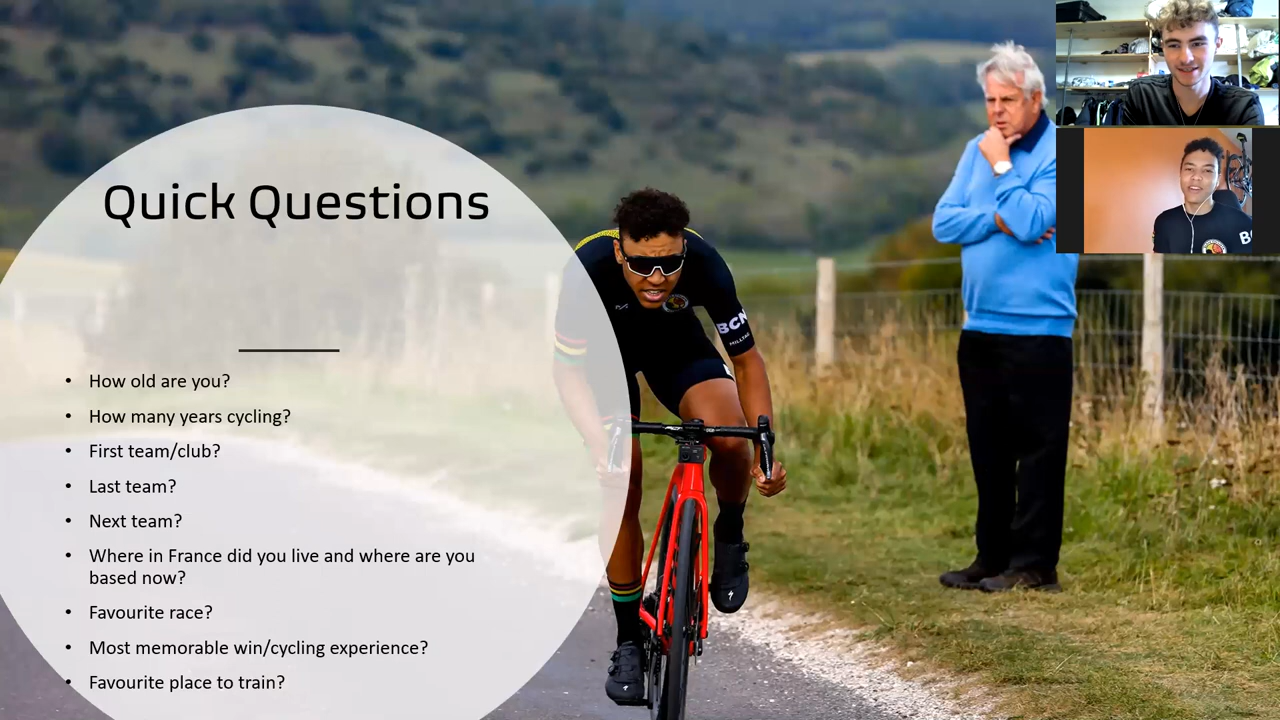 Quick Questions
• How old are you?
• How many years cycling?
• First team/club?
• Last team?
• Next team?
• Where in France did you live and where are you
based now?
• Favourite race?
• Most memorable win/cycling experience?
• Favourite place to train?
BCN